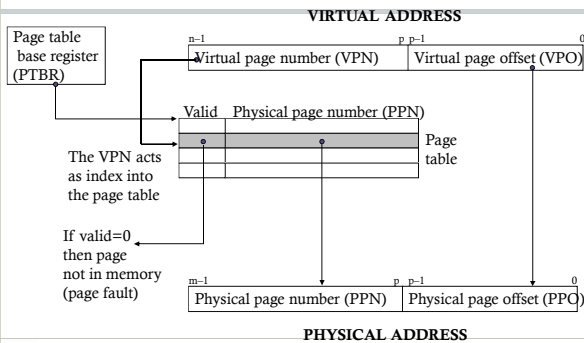 VIRTUAL ADDRESS
Page table
base register
(PTBR)
n–1 p p–1 0
Virtual page number (VPN) Virtual page offset (VPO)
Valid Physical page number (PPN)
Page
table
The VPN acts
as index into
the page table
If valid=0
then page
not in memory
(page fault)
m–1 p p–1 0
Physical page number (PPN) Physical page offset (PPO)
PHYSICAL ADDRESS